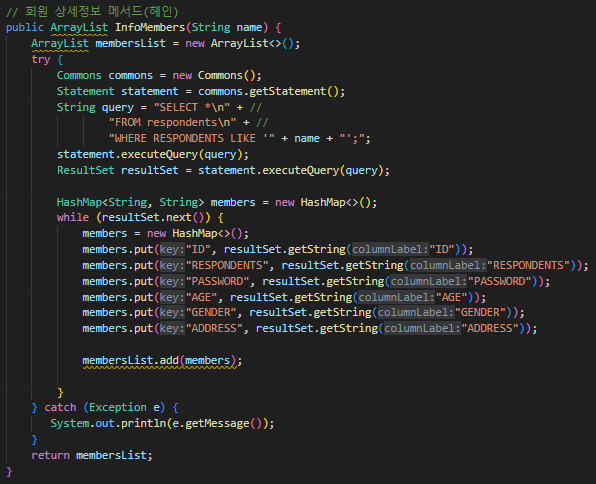 // 회원 상세정보 메서드(헤인)
public ArrayList InfoMembers(String name) {
ArrayList membersList = new ArrayList<>();
try {
Commons commons = new Commons();
Statement statement = commons.getStatement();
String query = "SELECT *\n" + //
"FROM respondents\n" + //
"WHERE RESPONDENTS LIKE '" + name + "';";
statement.executeQuery(query);
ResultSet resultSet = statement.executeQuery(query);
HashMap<String, String> members = new HashMap<>();
while (resultSet.next()) {
members = new HashMap<>();
members.put(key:"ID", resultSet.getString(columnLabel:"ID"));
members.put(key:"RESPONDENTS", resultSet.getString(columnLabel:"RESPONDENTS"));
members.put(key:"PASSWORD", resultSet.getString(columnLabel:"PASSWORD"));
members.put(key:"AGE", resultSet.getString(columnLabel:"AGE"));
members.put(key:"GENDER", resultSet.getString(columnLabel:"GENDER"));
members.put(key:"ADDRESS", resultSet.getString(columnLabel:"ADDRESS"));
membersList.add(members);
}
} catch (Exception e) {
System.out.println(e.getMessage());
}
return membersList;
}